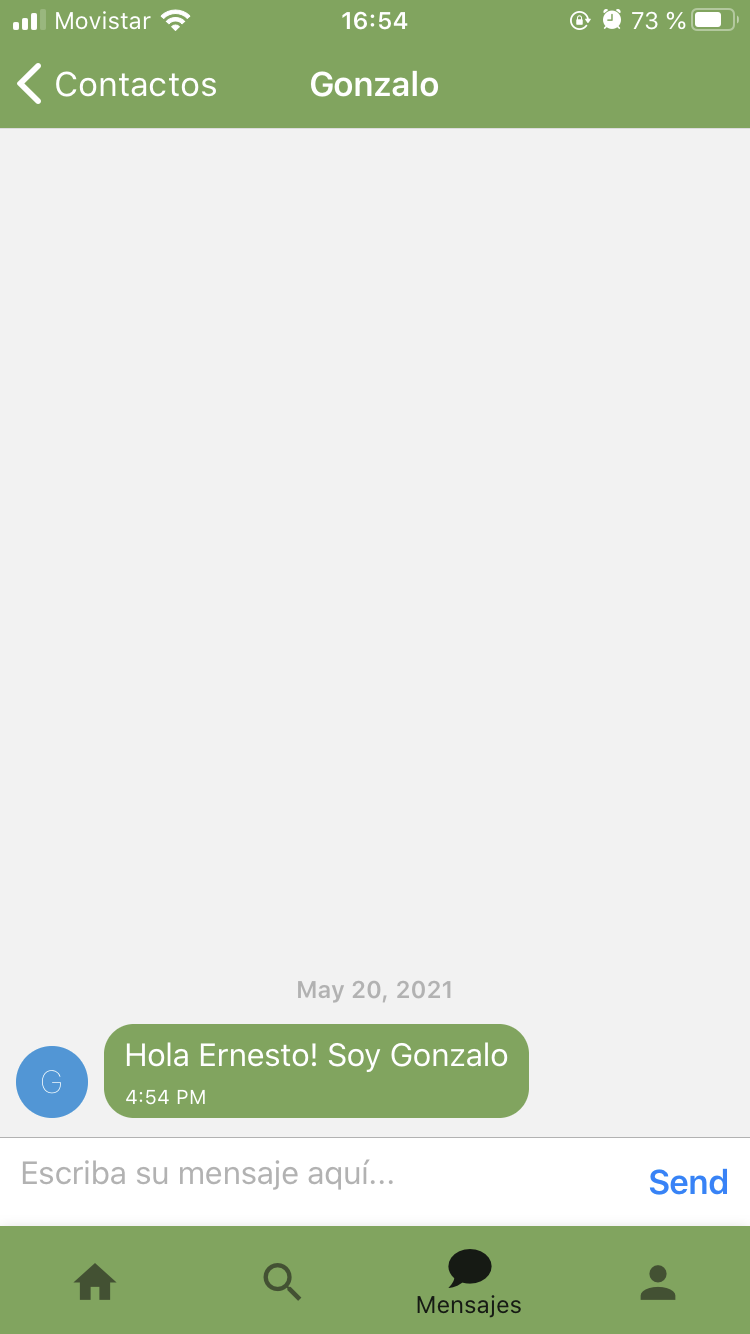 Movistar 16:54 73 %
Contactos Gonzalo
May 20, 2021
G
Hola Ernesto! Soy Gonzalo
4:54 PM
Escriba su mensaje aquí...
Send
Mensajes